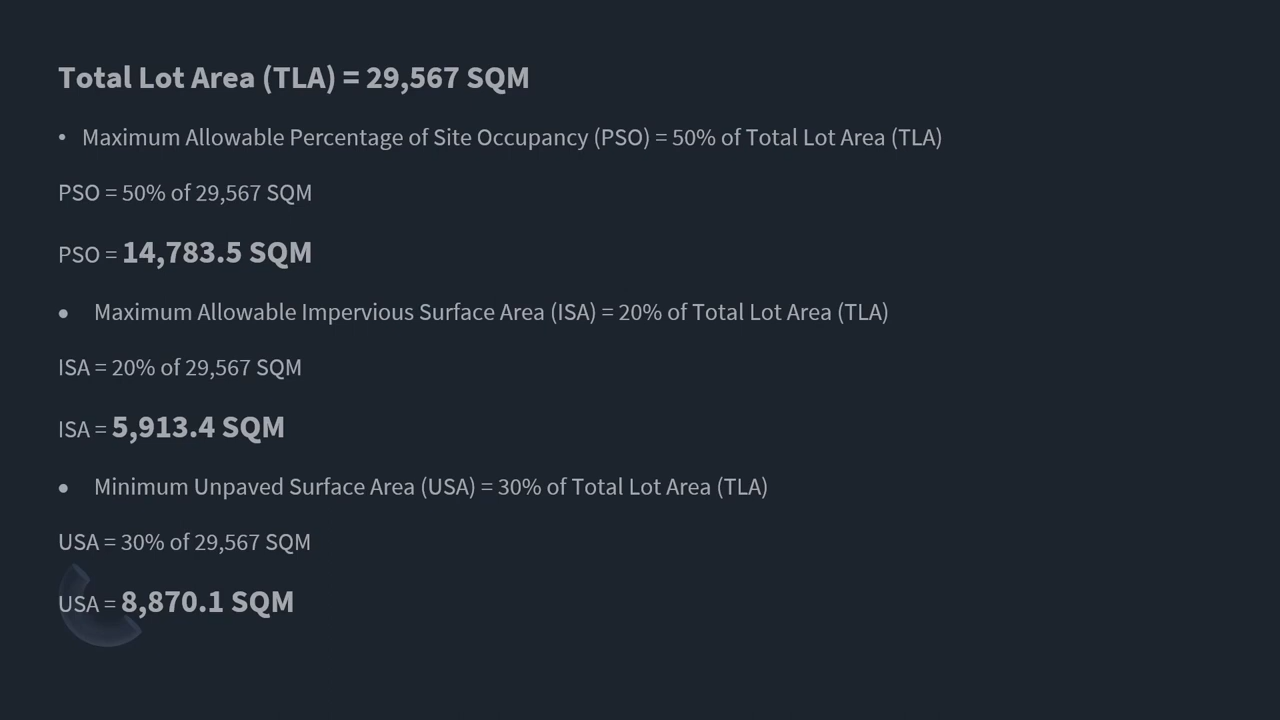 Total Lot Area (TLA) = 29,567 SQM
• Maximum Allowable Percentage of Site Occupancy (PSO) = 50% of Total Lot Area (TLA)
PSO = 50% of 29,567 SQM
PSO = 14,783.5 SQM
• Maximum Allowable Impervious Surface Area (ISA) = 20% of Total Lot Area (TLA)
ISA = 20% of 29,567 SQM
ISA = 5,913.4 SQM
• Minimum Unpaved Surface Area (USA) = 30% of Total Lot Area (TLA)
USA = 30% of 29,567 SQM
USA = 8,870.1 SQM